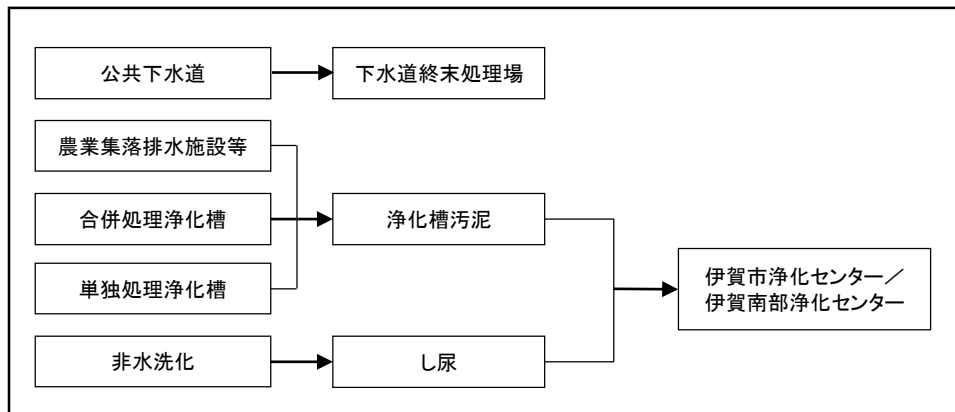 公共下水道
下水道終末処理場
農業集落排水施設等
合併処理浄化槽
浄化槽汚泥
単独処理浄化槽
伊賀市浄化センター／
伊賀南部浄化センター
非水洗化
し尿